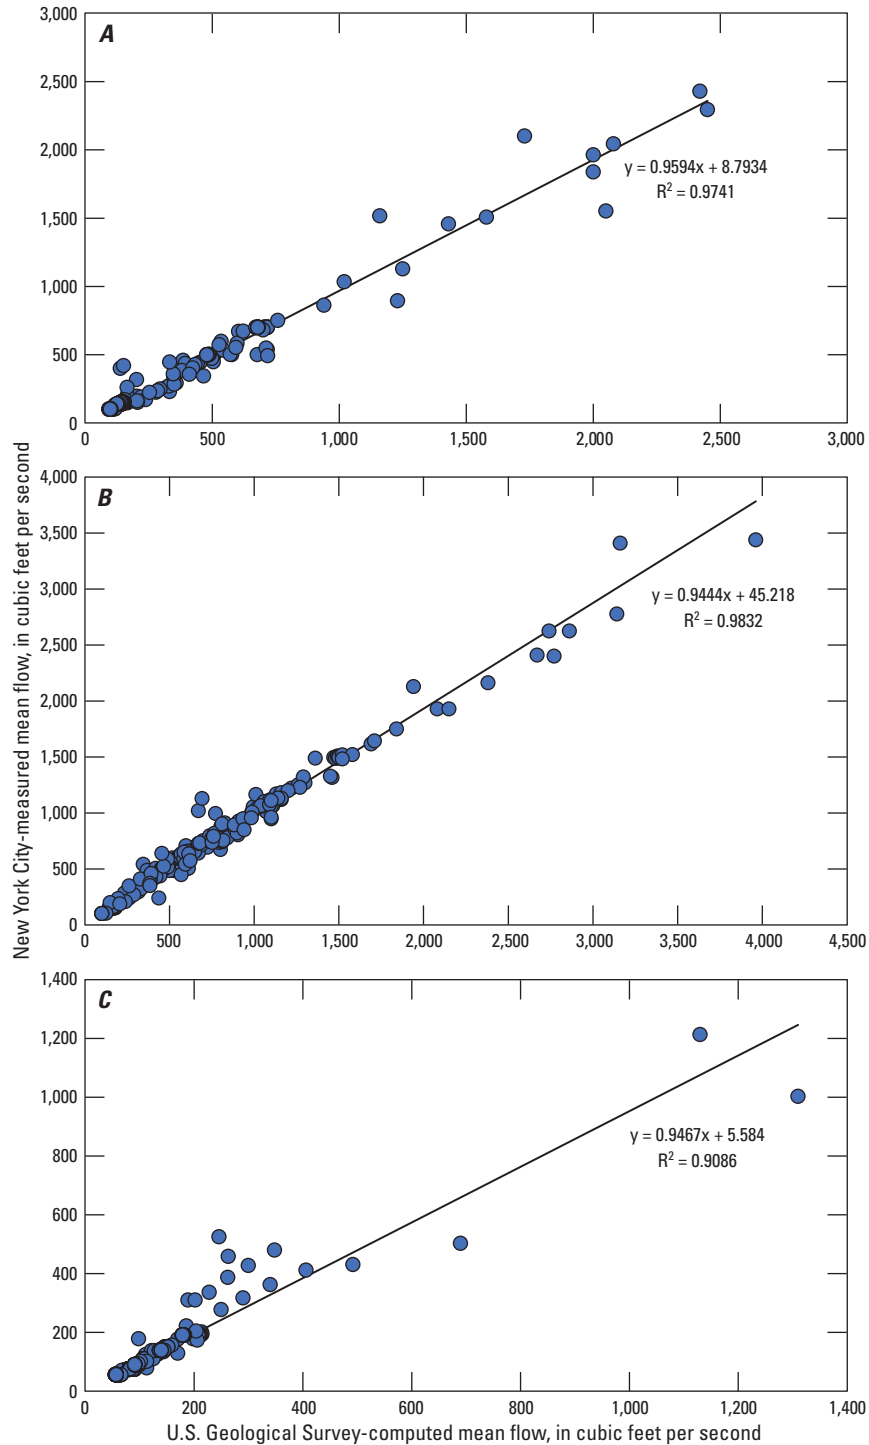 New York City-measured mean flow, in cubic feet per second
A
3,000
2,500
2,000
1,500
1,000
500
0
y = 0.9594x + 8.7934
R² = 0.9741
0 500 1,000 1,500 2,000 2,500 3,000
B
4,000
3,500
3,000
2,500
2,000
1,500
1,000
500
0
y = 0.9444x + 45.218
R² = 0.9832
0 500 1,000 1,500 2,000 2,500 3,000 3,500 4,000 4,500
C
1,400
1,200
1,000
800
600
400
200
0
y = 0.9467x + 5.584
R² = 0.9086
0 200 400 600 800 1,000 1,200 1,400
U.S. Geological Survey-computed mean flow, in cubic feet per second